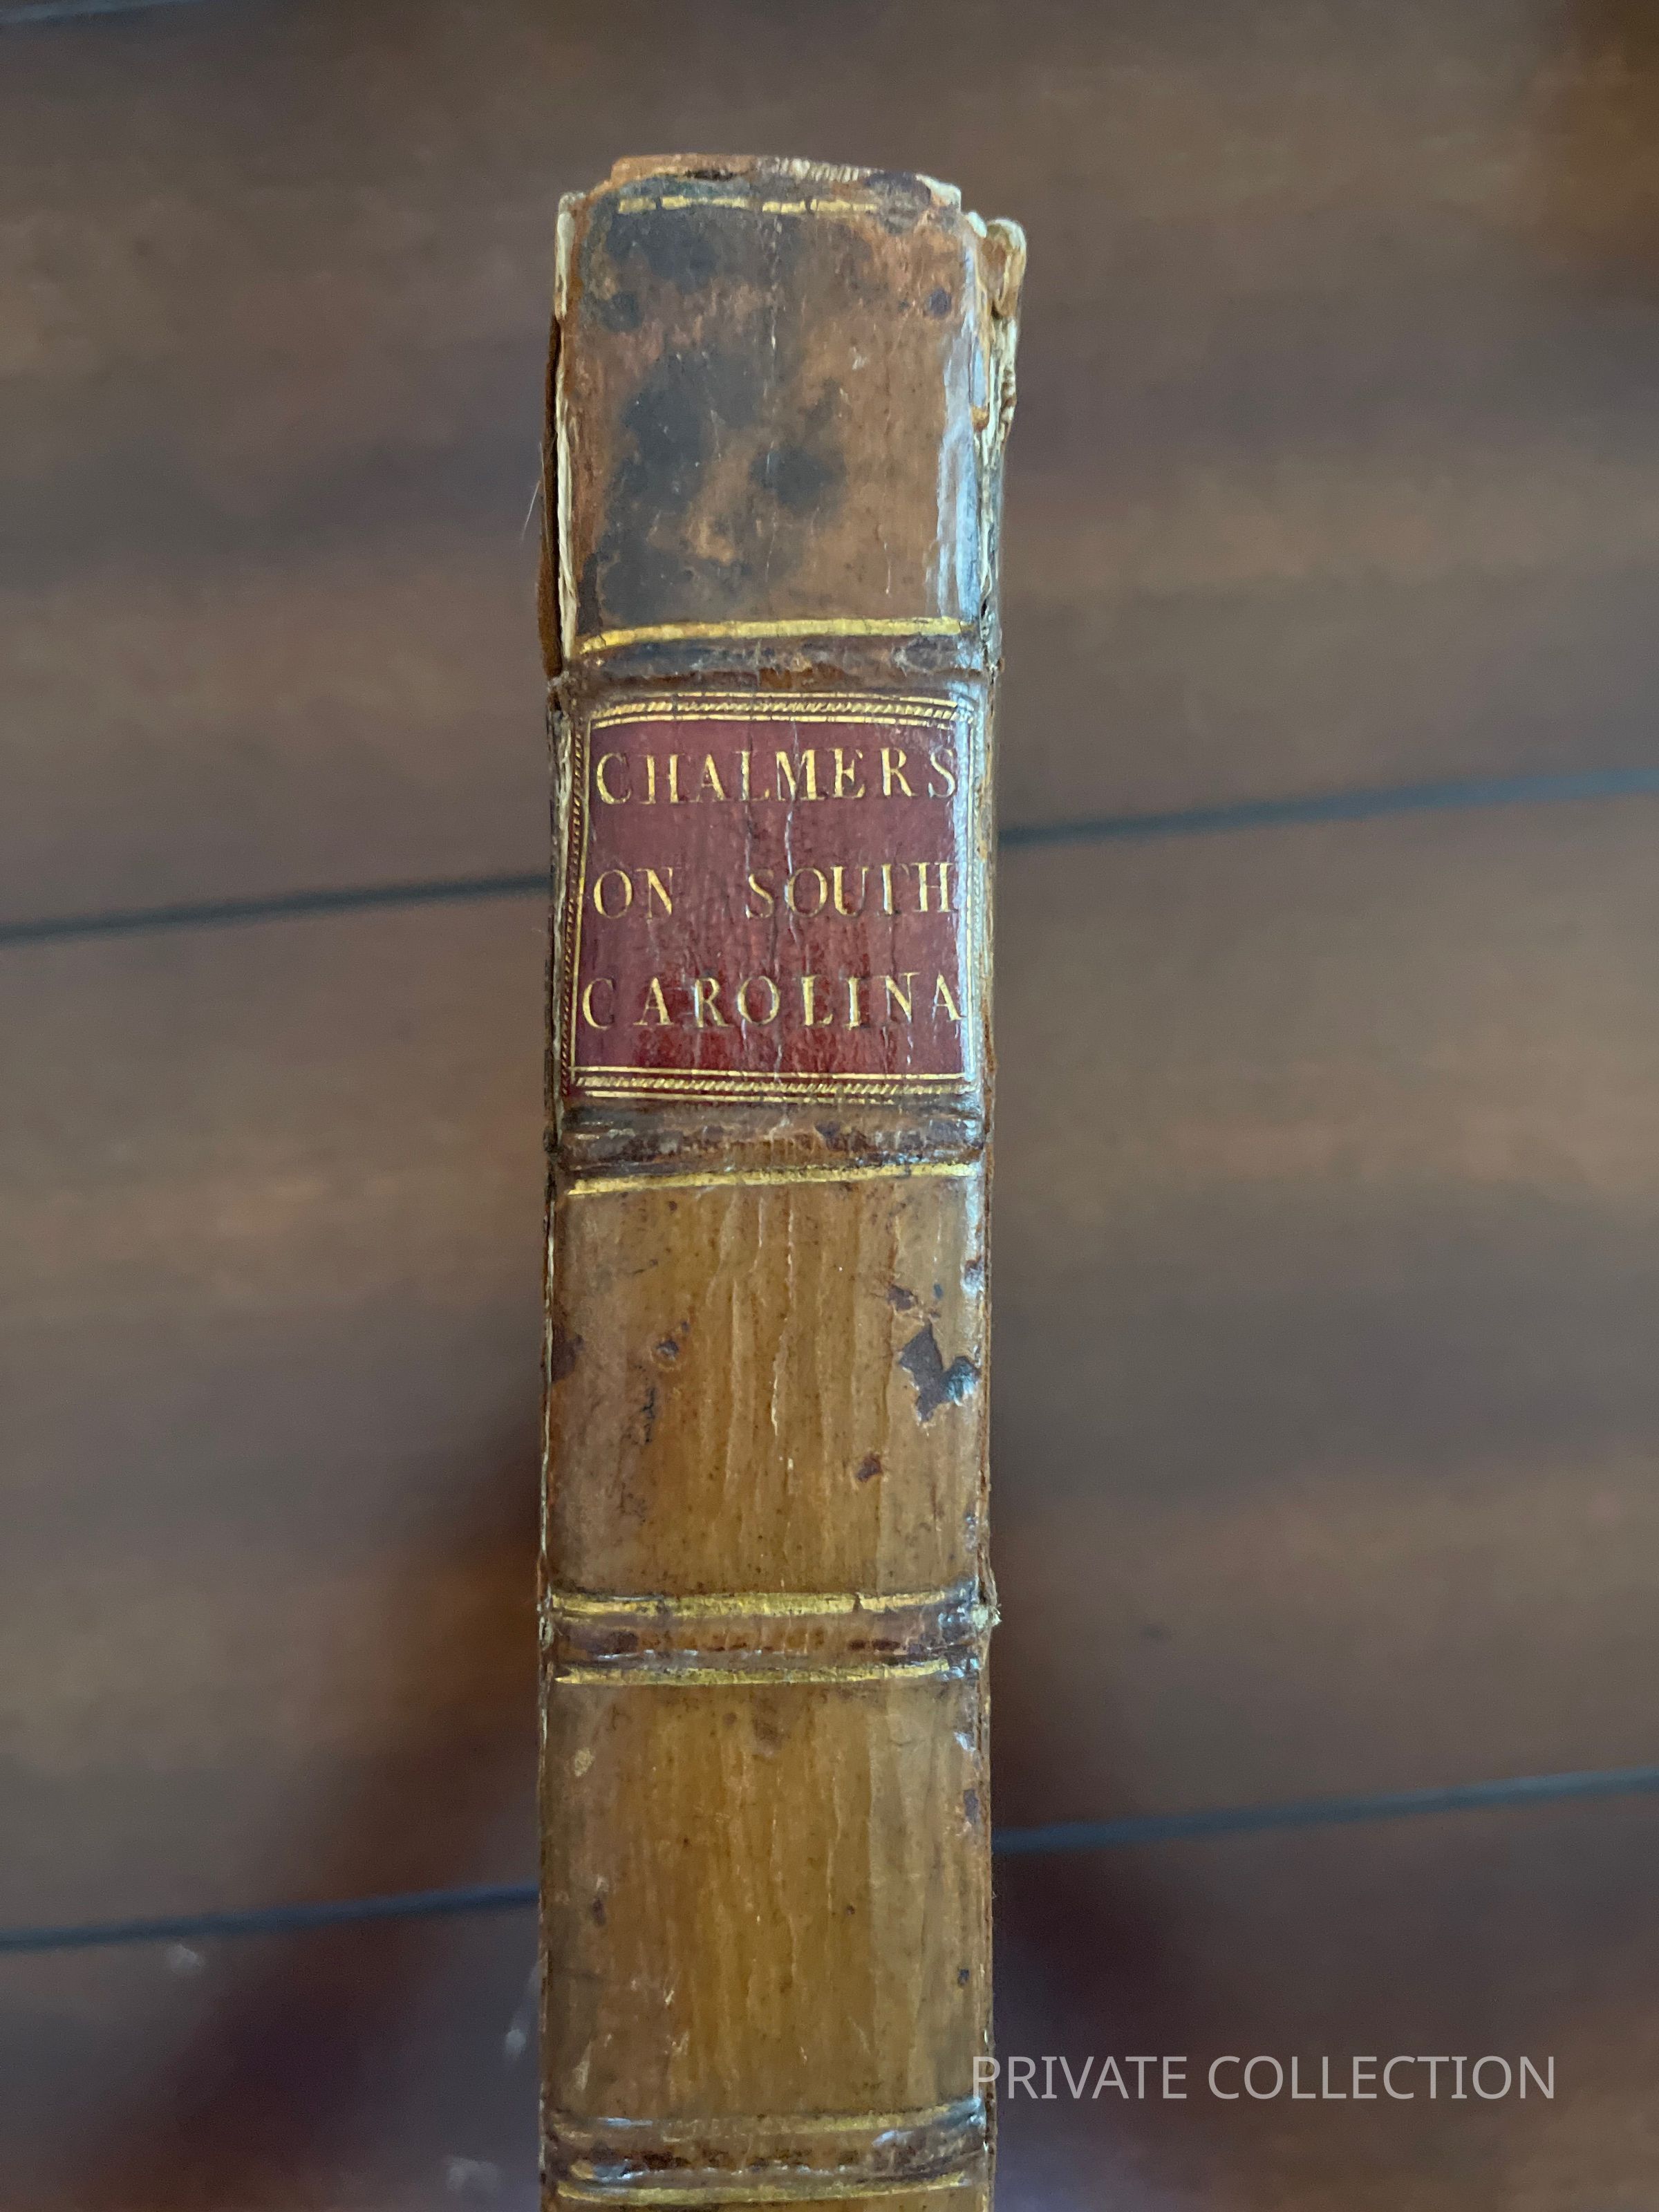 CHALMERS
ON SOUTH
CAROLINA
PRIVATE COLLECTION